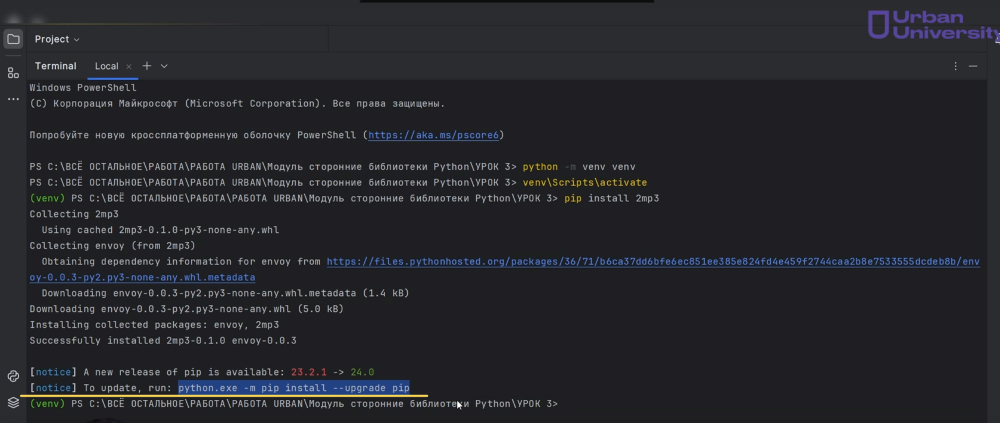 Urban
University
Project
Terminal
Local
Windows PowerShell
(C) Корпорация Майкрософт (Microsoft Corporation). Все права защищены.
Попробуйте новую кроссплатформенную оболочку PowerShell (https://aka.ms/pscore6)
PS C:\ВСЁ ОСТАЛЬНОЕ\РАБОТА\РАБОТА URBAN\Модуль сторонние библиотеки Python\УРОК 3> python -m venv venv
PS C:\ВСЁ ОСТАЛЬНОЕ\РАБОТА\РАБОТА URBAN\Модуль сторонние библиотеки Python\УРОК 3> venv\Scripts\activate
(venv) PS C:\ВСЁ ОСТАЛЬНОЕ\РАБОТА\РАБОТА URBAN\Модуль сторонние библиотеки Python\УРОК 3> pip install 2mp3
Collecting 2mp3
Using cached 2mp3-0.1.0-py3-none-any.whl
Collecting envoy (from 2mp3)
Obtaining dependency information for envoy from https://files.pythonhosted.org/packages/36/71/b6ca37dd6bfe6ec851ee385e824fd4e459f2744caa2b8e7533555dcdeb8b/env
oy-0.0.3-py2.py3-none-any.whl.metadata
Downloading envoy-0.0.3-py2.py3-none-any.whl.metadata (1.4 kB)
Downloading envoy-0.0.3-py2.py3-none-any.whl (5.0 kB)
Installing collected packages: envoy, 2mp3
Successfully installed 2mp3-0.1.0 envoy-0.0.3
[notice] A new release of pip is available: 23.2.1 -> 24.0
[notice] To update, run: python.exe -m pip install --upgrade pip
(venv) PS C:\ВСЁ ОСТАЛЬНОЕ\РАБОТА\РАБОТА URBAN\Модуль сторонние библиотеки Python\УРОК 3>